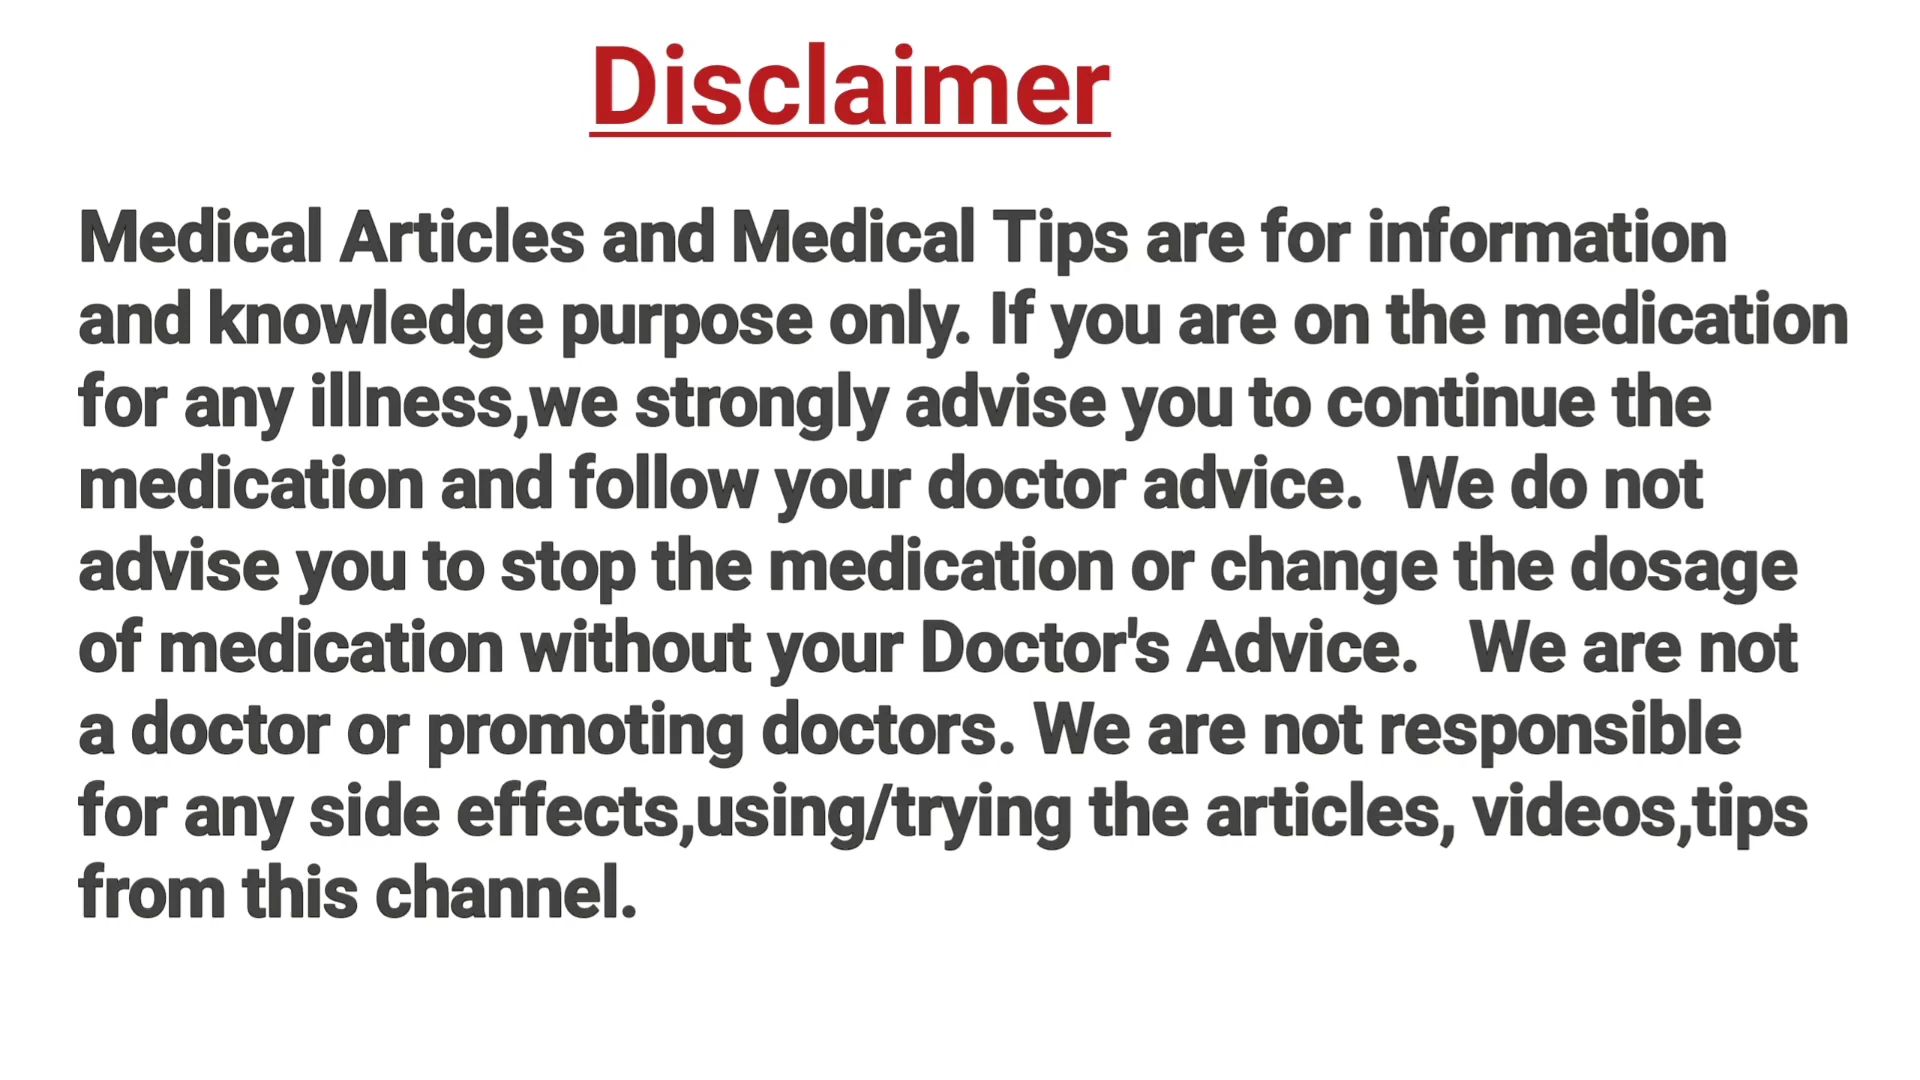 Disclaimer
Medical Articles and Medical Tips are for information
and knowledge purpose only. If you are on the medication
for any illness,we strongly advise you to continue the
medication and follow your doctor advice.  We do not
advise you to stop the medication or change the dosage
of medication without your Doctor's Advice.   We are not
a doctor or promoting doctors. We are not responsible
for any side effects,using/trying the articles, videos,tips
from this channel.